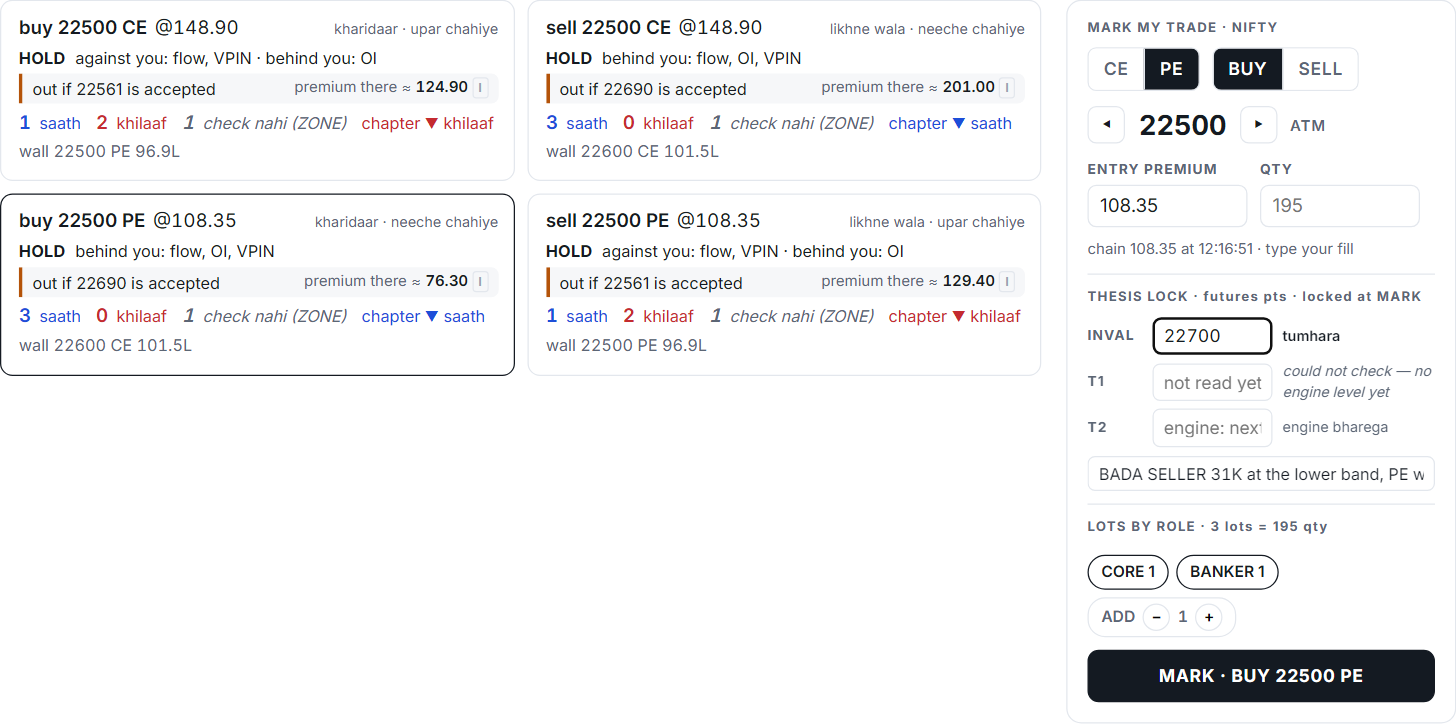 buy 22500 CE @148.90 kharidaar · upar chahiye
HOLD against you: flow, VPIN · behind you: OI
out if 22561 is accepted premium there ≈ 124.90 I
1 saath 2 khilaaf 1 check nahi (ZONE) chapter ▼ khilaaf
wall 22500 PE 96.9L
sell 22500 CE @148.90 likhne wala · neeche chahiye
HOLD behind you: flow, OI, VPIN
out if 22690 is accepted premium there ≈ 201.00 I
3 saath 0 khilaaf 1 check nahi (ZONE) chapter ▼ saath
wall 22600 CE 101.5L
buy 22500 PE @108.35 kharidaar · neeche chahiye
HOLD behind you: flow, OI, VPIN
out if 22690 is accepted premium there ≈ 76.30 I
3 saath 0 khilaaf 1 check nahi (ZONE) chapter ▼ saath
wall 22600 CE 101.5L
sell 22500 PE @108.35 likhne wala · upar chahiye
HOLD against you: flow, VPIN · behind you: OI
out if 22561 is accepted premium there ≈ 129.40 I
1 saath 2 khilaaf 1 check nahi (ZONE) chapter ▼ khilaaf
wall 22500 PE 96.9L
MARK MY TRADE · NIFTY
CE PE BUY SELL
◄ 22500 ► ATM
ENTRY PREMIUM QTY
108.35 195
chain 108.35 at 12:16:51 · type your fill
THESIS LOCK · futures pts · locked at MARK
INVAL 22700 tumhara
T1 not read yet could not check — no
engine level yet
T2 engine: next engine bharega
BADA SELLER 31K at the lower band, PE w
LOTS BY ROLE · 3 lots = 195 qty
CORE 1 BANKER 1
ADD − 1 +
MARK · BUY 22500 PE